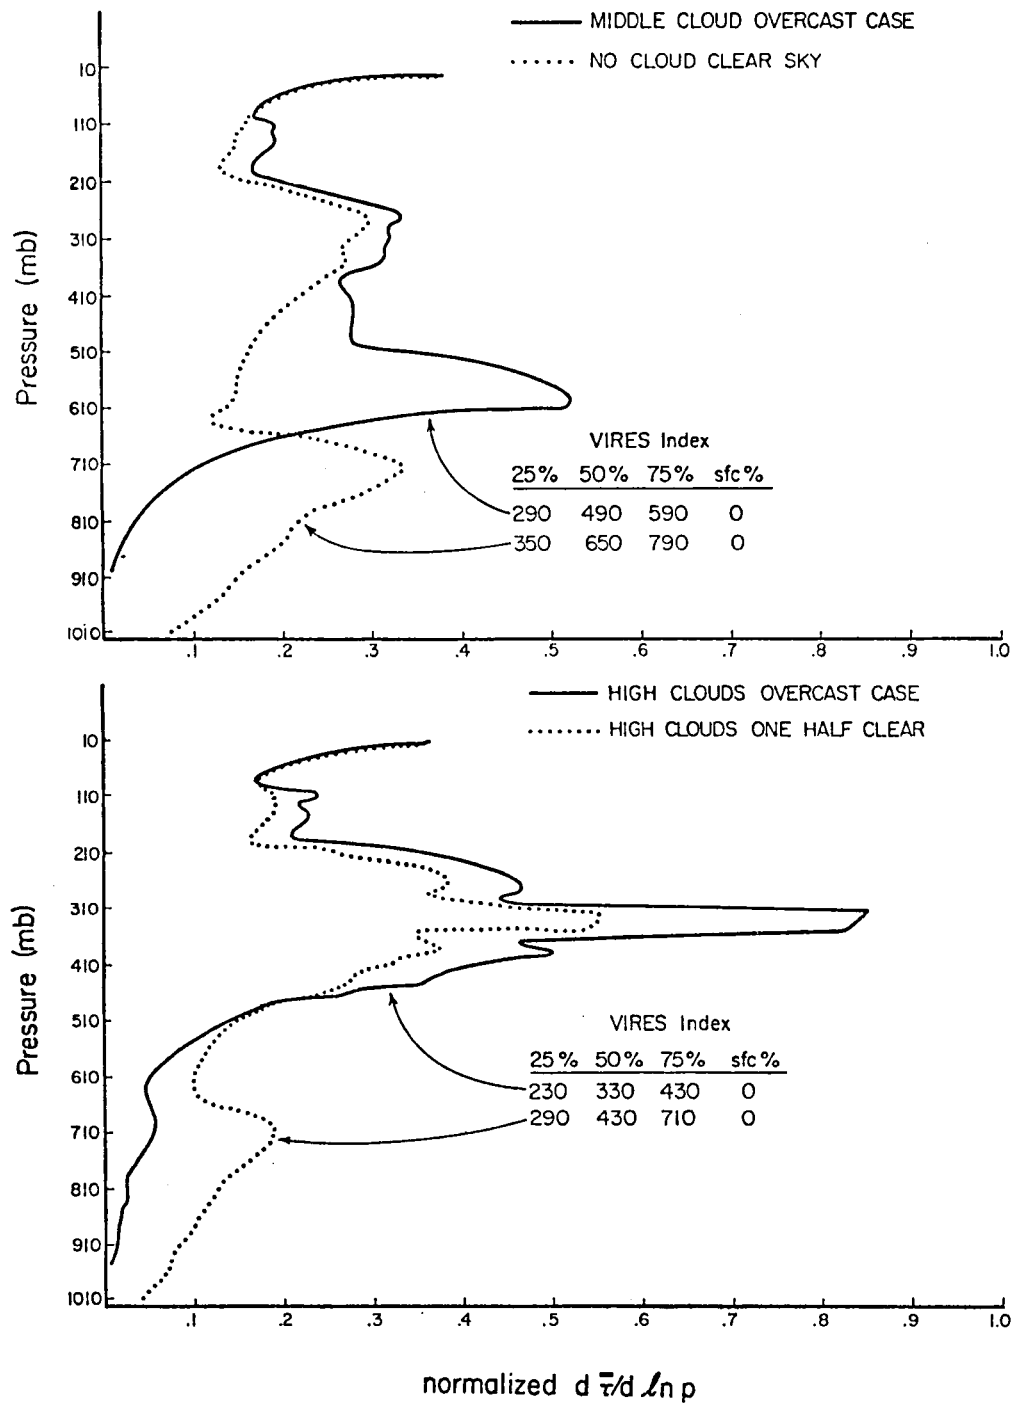 MIDDLE CLOUD OVERCAST CASE
NO CLOUD CLEAR SKY
10
110
210
310
410
510
610
710
810
910
1010
Pressure (mb)
VIRES Index
25% 50% 75% sfc%
290 490 590 0
350 650 790 0
.1 .2 .3 .4 .5 .6 .7 .8 .9 1.0
HIGH CLOUDS OVERCAST CASE
HIGH CLOUDS ONE HALF CLEAR
10
110
210
310
410
510
610
710
810
910
1010
Pressure (mb)
VIRES Index
25% 50% 75% sfc%
230 330 430 0
290 430 710 0
.1 .2 .3 .4 .5 .6 .7 .8 .9 1.0
normalized d τ̄/d ln p